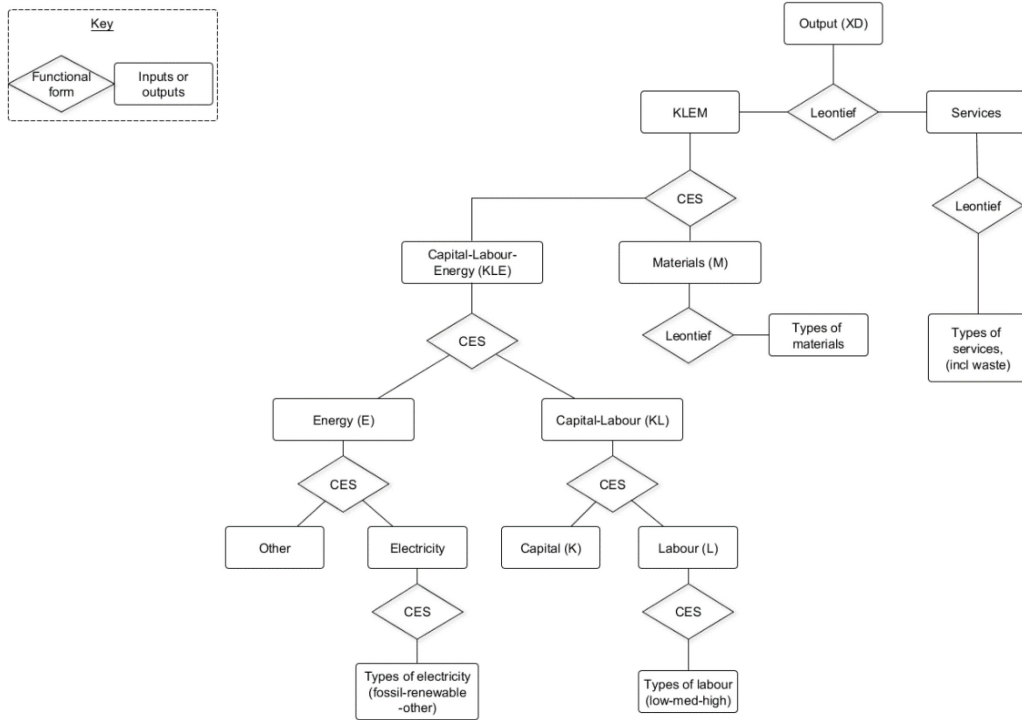 Key
Functional
form
Inputs or
outputs
Output (XD)
KLEM
Leontief
Services
CES
Leontief
Capital-Labour-
Energy (KLE)
Materials (M)
CES
Leontief
Types of
materials
Types of
services,
(incl waste)
Energy (E)
Capital-Labour (KL)
CES
CES
Other
Electricity
Capital (K)
Labour (L)
CES
CES
Types of electricity
(fossil-renewable
-other)
Types of labour
(low-med-high)